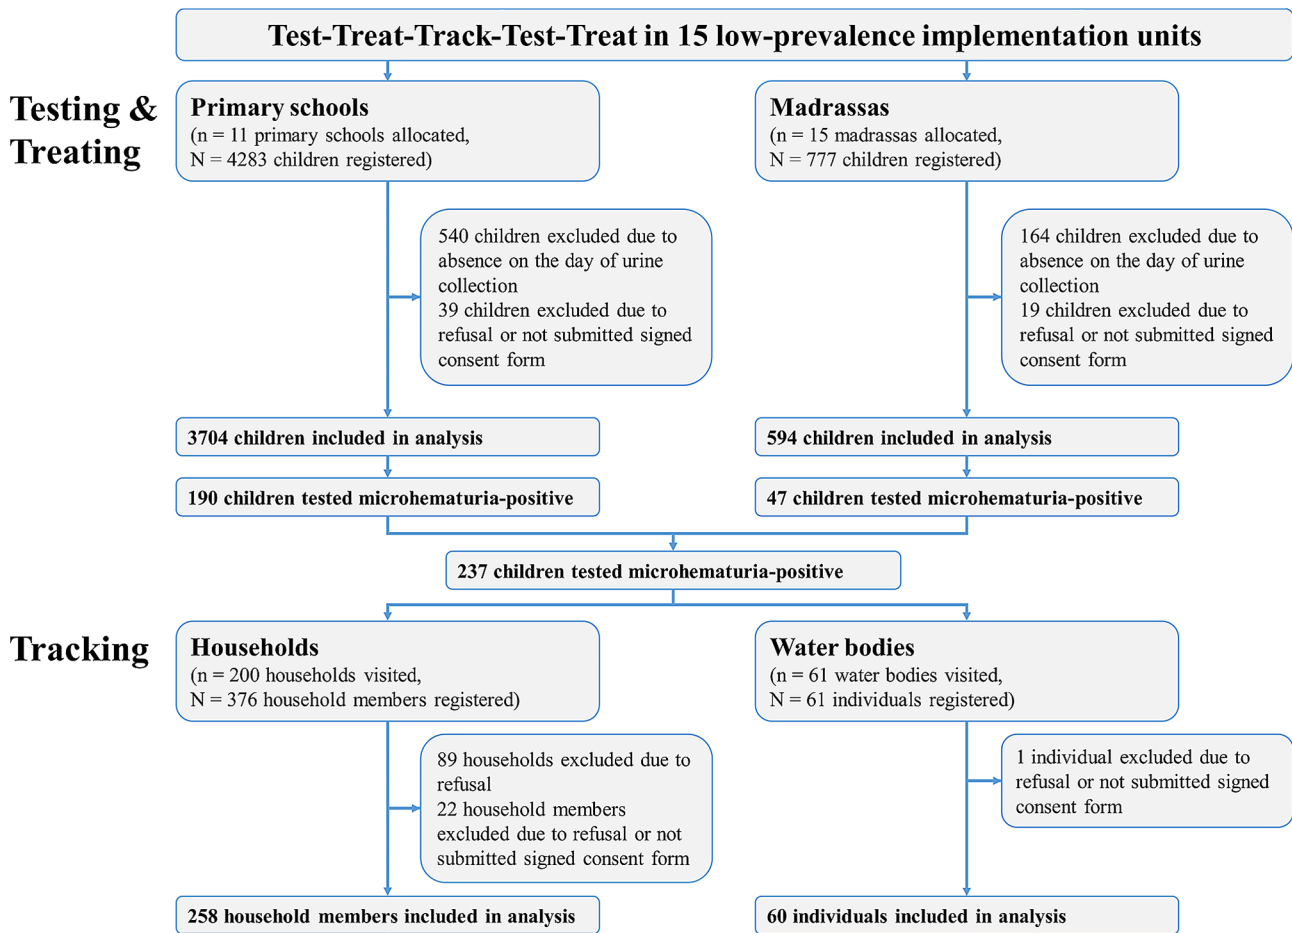 Test-Treat-Track-Test-Treat in 15 low-prevalence implementation units
Testing &
Treating
Primary schools
(n = 11 primary schools allocated,
N = 4283 children registered)
Madrassas
(n = 15 madrassas allocated,
N = 777 children registered)
540 children excluded due to
absence on the day of urine
collection
39 children excluded due to
refusal or not submitted signed
consent form
164 children excluded due to
absence on the day of urine
collection
19 children excluded due to
refusal or not submitted signed
consent form
3704 children included in analysis
594 children included in analysis
190 children tested microhematuria-positive
47 children tested microhematuria-positive
237 children tested microhematuria-positive
Tracking
Households
(n = 200 households visited,
N = 376 household members registered)
Water bodies
(n = 61 water bodies visited,
N = 61 individuals registered)
89 households excluded due to
refusal
22 household members
excluded due to refusal or not
submitted signed consent form
1 individual excluded due to
refusal or not submitted signed
consent form
258 household members included in analysis
60 individuals included in analysis